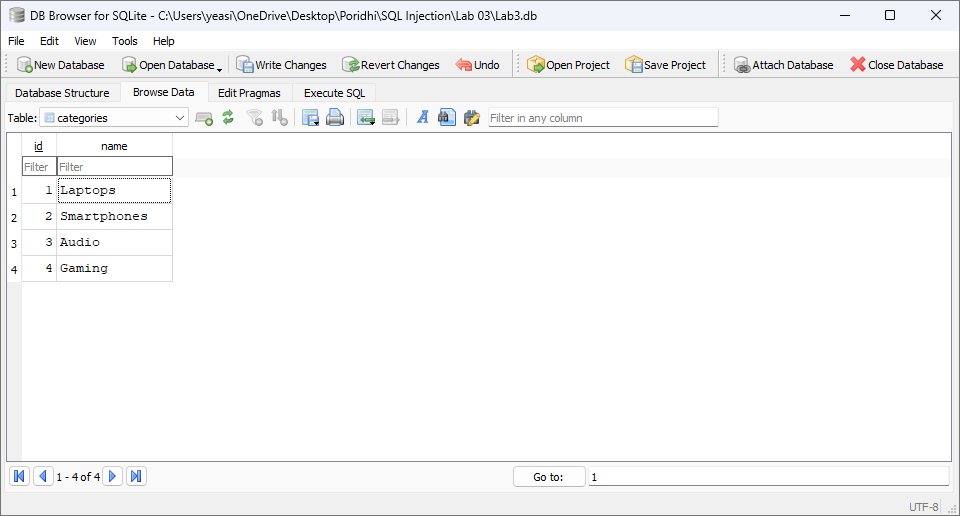 DB Browser for SQLite - C:\Users\yeasi\OneDrive\Desktop\Poridhi\SQL Injection\Lab 03\Lab3.db
File Edit View Tools Help
New Database Open Database Write Changes Revert Changes Undo Open Project Save Project Attach Database Close Database
Database Structure Browse Data Edit Pragmas Execute SQL
Table: categories Filter in any column
id name
Filter Filter
1 1 Laptops
2 2 Smartphones
3 3 Audio
4 4 Gaming
1 - 4 of 4 Go to: 1
UTF-8